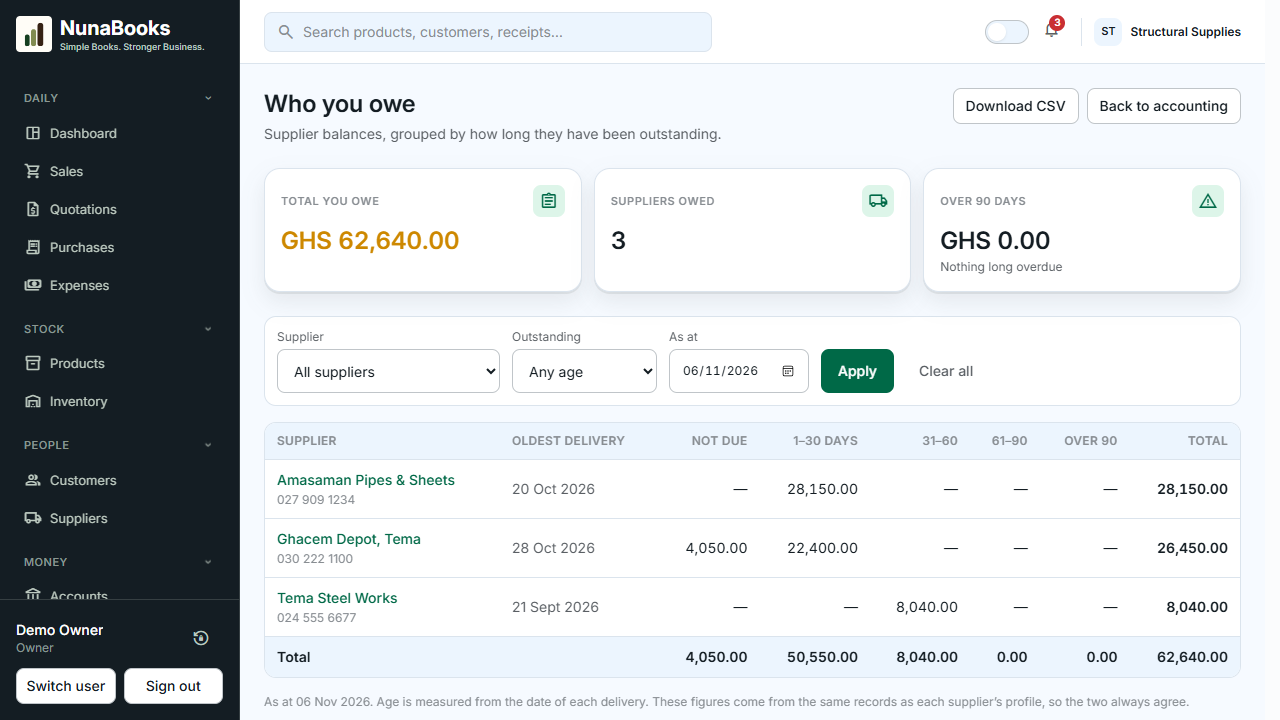 NunaBooks
Simple Books. Stronger Business.
DAILY
Dashboard
Sales
Quotations
Purchases
Expenses
STOCK
Products
Inventory
PEOPLE
Customers
Suppliers
MONEY
Accounts
Demo Owner
Owner
Switch user
Sign out
Search products, customers, receipts...
3
ST
Structural Supplies
Who you owe
Supplier balances, grouped by how long they have been outstanding.
Download CSV
Back to accounting
TOTAL YOU OWE
GHS 62,640.00
SUPPLIERS OWED
3
OVER 90 DAYS
GHS 0.00
Nothing long overdue
Supplier
Outstanding
As at
All suppliers
Any age
06/11/2026
Apply
Clear all
SUPPLIER OLDEST DELIVERY NOT DUE 1–30 DAYS 31–60 61–90 OVER 90 TOTAL
Amasaman Pipes & Sheets
027 909 1234
20 Oct 2026 — 28,150.00 — — — 28,150.00
Ghacem Depot, Tema
030 222 1100
28 Oct 2026 4,050.00 22,400.00 — — — 26,450.00
Tema Steel Works
024 555 6677
21 Sept 2026 — — 8,040.00 — — 8,040.00
Total 4,050.00 50,550.00 8,040.00 0.00 0.00 62,640.00
As at 06 Nov 2026. Age is measured from the date of each delivery. These figures come from the same records as each supplier’s profile, so the two always agree.